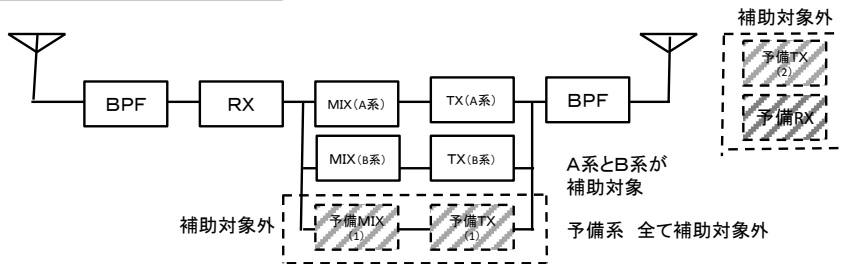 補助対象外
予備TX
(2)
予備RX
BPF
RX
MIX(A系)
TX(A系)
BPF
MIX(B系)
TX(B系)
A系とB系が
補助対象
補助対象外
予備MIX
(1)
予備TX
(1)
予備系 全て補助対象外